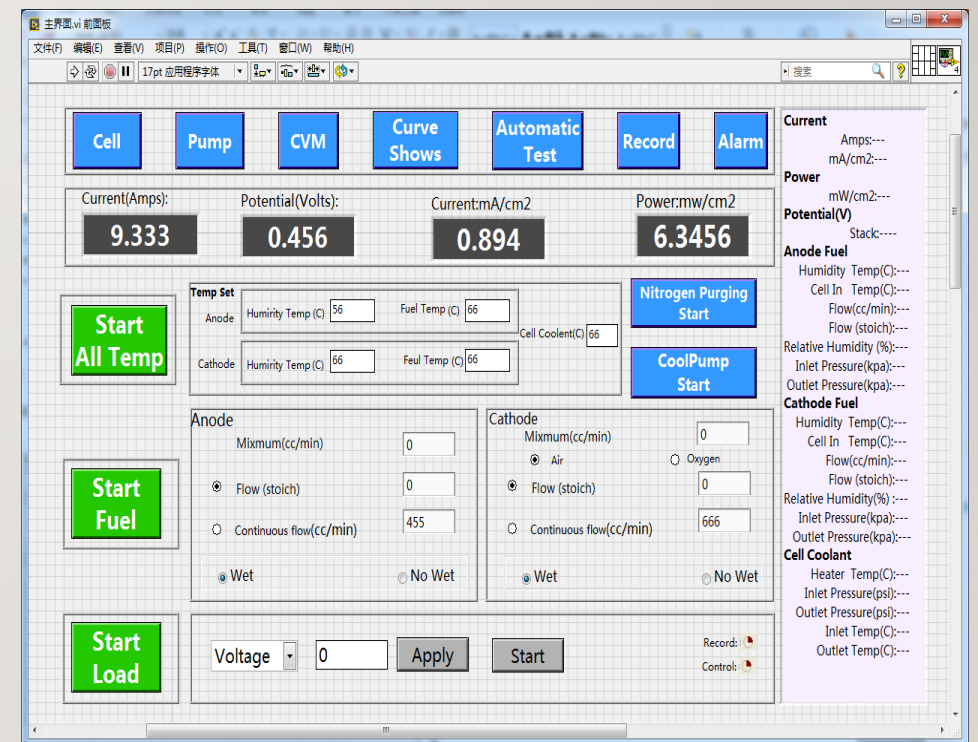 主界面.vi 前面板
文件(F) 编辑(E) 查看(V) 项目(P) 操作(O) 工具(T) 窗口(W) 帮助(H)
17pt 应用程序字体
搜索
4
Cell Pump CVM Curve Shows Automatic Test Record Alarm
Current(Amps): Potential(Volts): Current:mA/cm2 Power:mw/cm2
9.333 0.456 0.894 6.3456
Start All Temp
Temp Set
Anode Humirity Temp (C) 56 Fuel Temp (C) 66
Cell Coolent(C) 66
Cathode Humirity Temp(C) 66 Feul Temp (C) 66
Nitrogen Purging Start
CoolPump Start
Start Fuel
Anode
Mixmum(cc/min) 0
Flow (stoich) 0
Continuous flow(cc/min) 455
Wet No Wet
Cathode
Mixmum(cc/min) 0
Air Oxygen
Flow (stoich) 0
Continuous flow(cc/min) 666
Wet No Wet
Start Load
Voltage 0 Apply Start
Record:
Control:
Current
Amps:---
mA/cm2:---
Power
mW/cm2:---
Potential(V)
Stack:----
Anode Fuel
Humidity Temp(C):---
Cell In Temp(C):---
Flow(cc/min):---
Flow (stoich):---
Relative Humidity (%):---
Inlet Pressure(kpa):---
Outlet Pressure(kpa):---
Cathode Fuel
Humidity Temp(C):---
Cell In Temp(C):---
Flow(cc/min):---
Flow (stoich):---
Relative Humidity(%) :---
Inlet Pressure(kpa):---
Outlet Pressure(kpa):---
Cell Coolant
Heater Temp(C):---
Inlet Pressure(psi):---
Outlet Pressure(psi):---
Inlet Temp(C):---
Outlet Temp(C):---